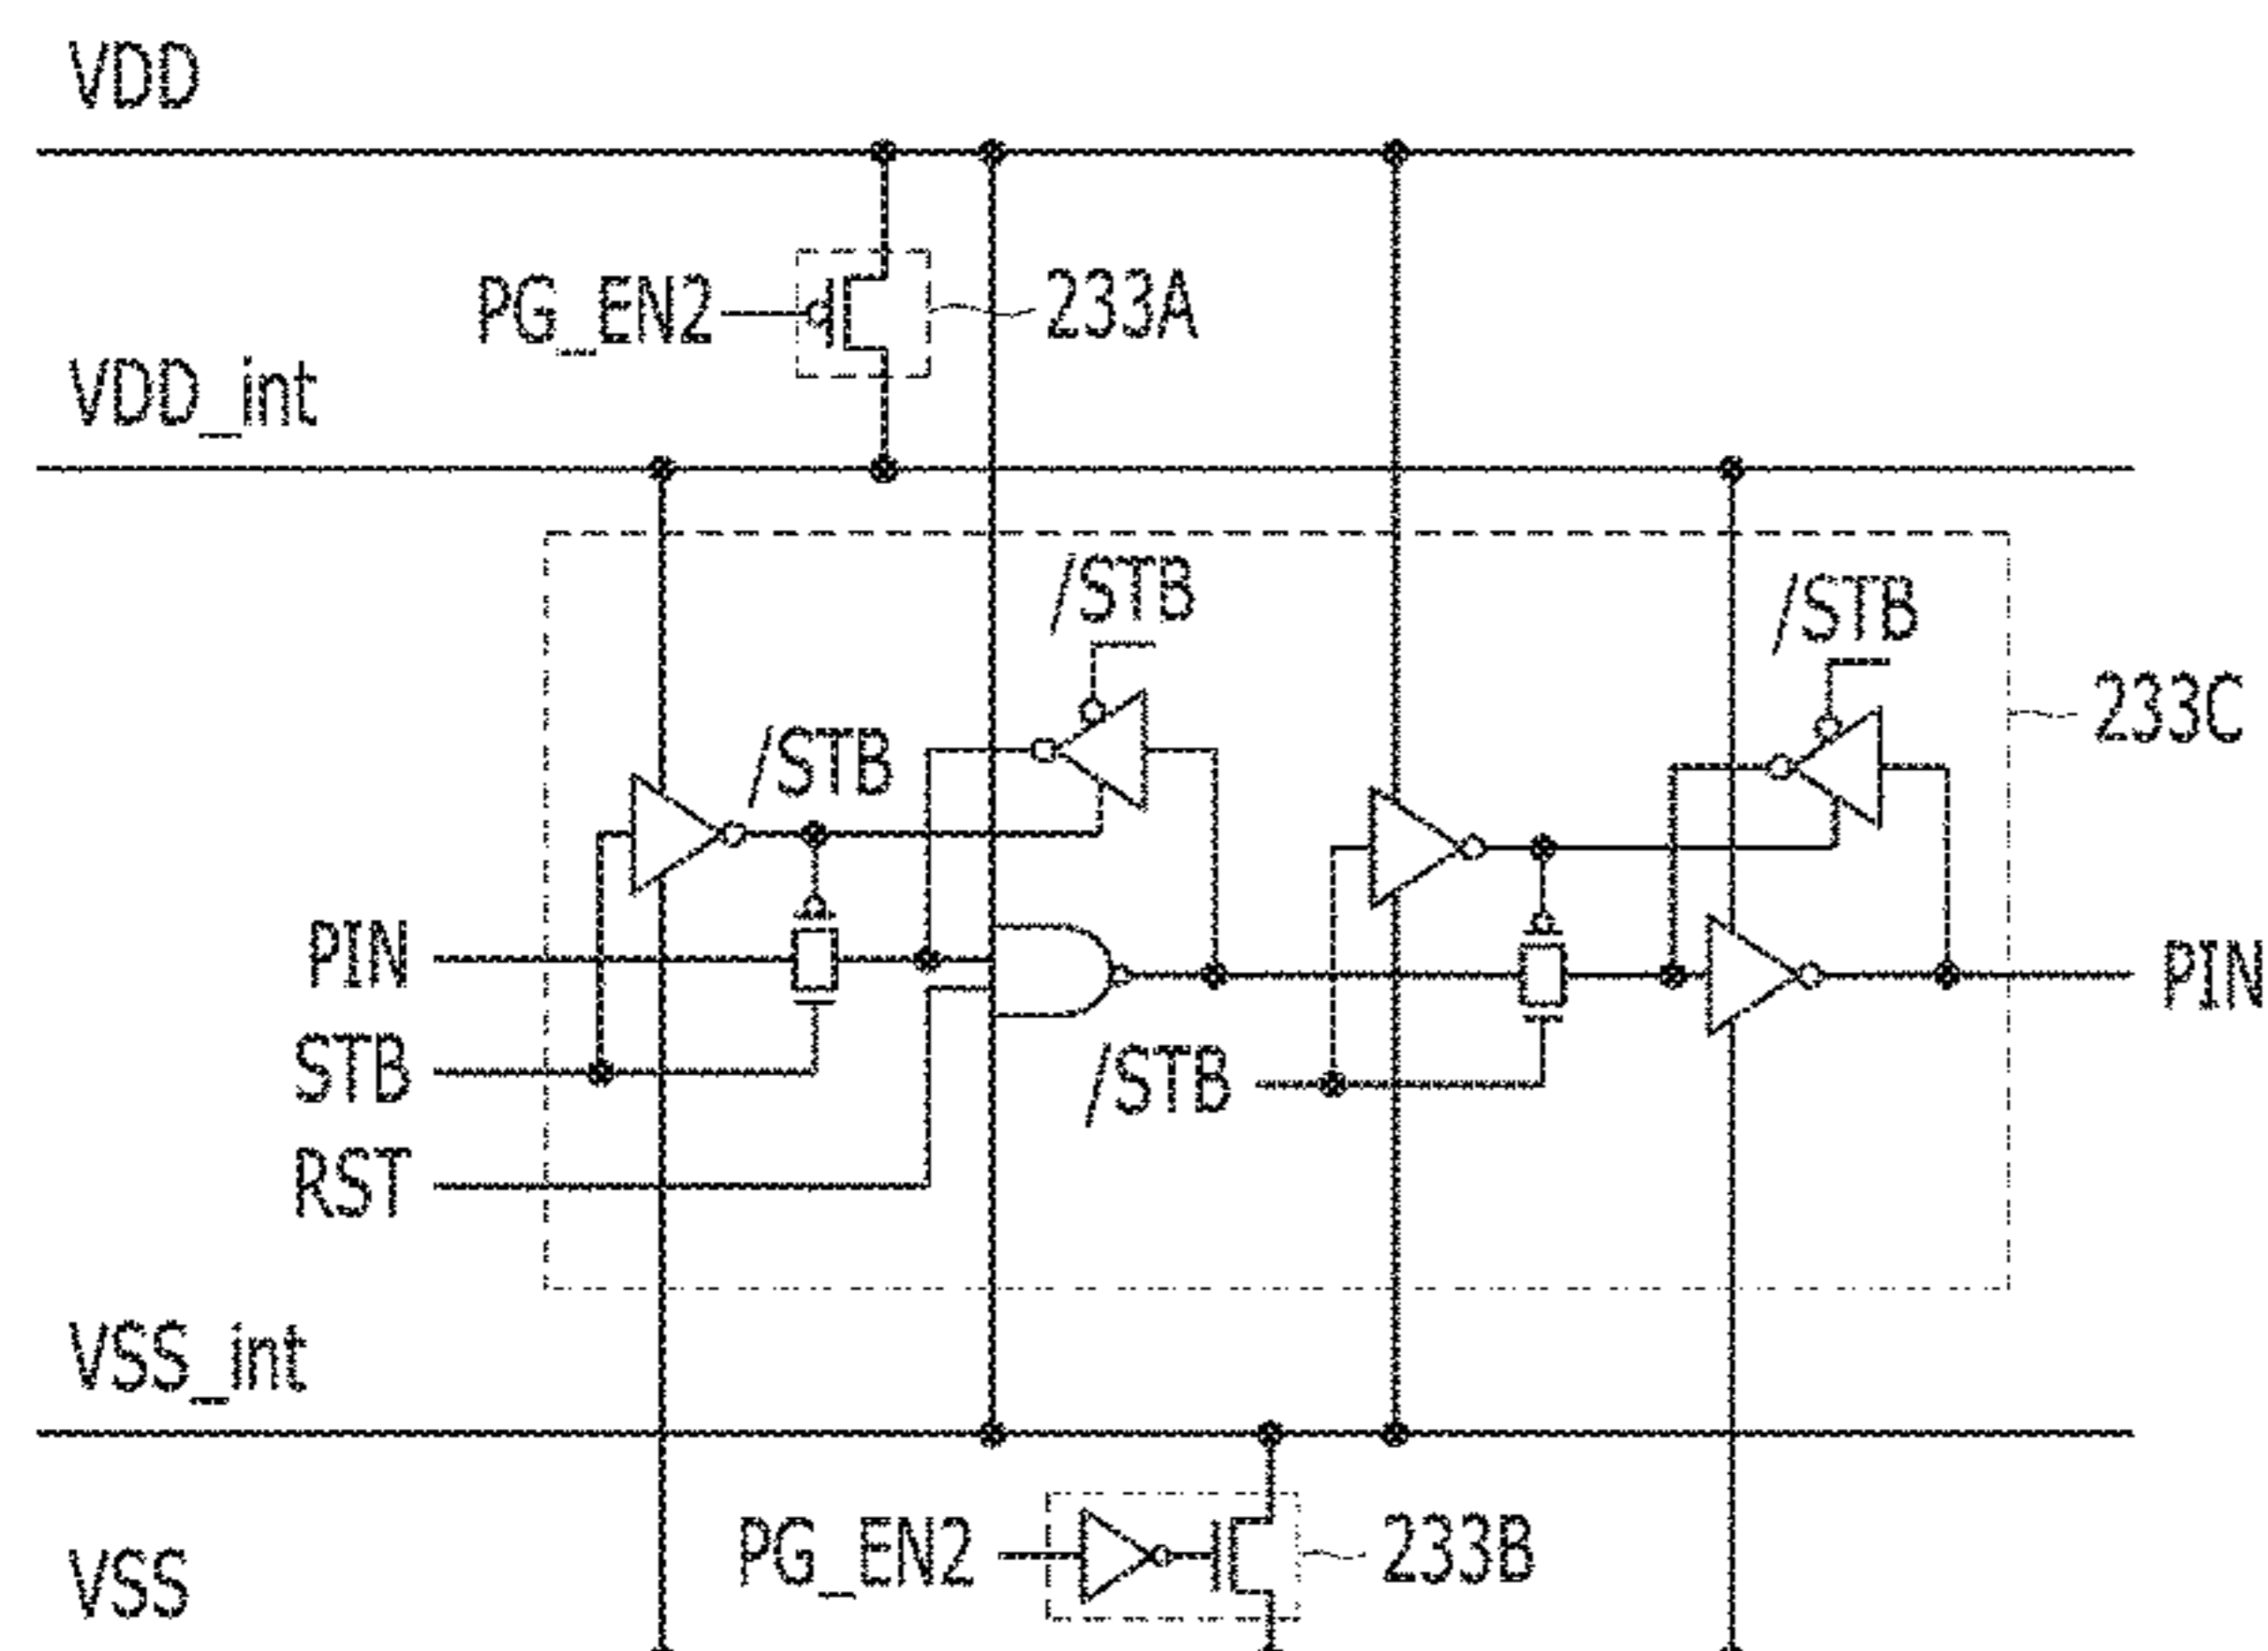 VDD
PG_EN2
233A
VDD_int
/STB
/STB
233C
/STB
PIN
PIN
STB
/STB
RST
VSS_int
PG_EN2
233B
VSS